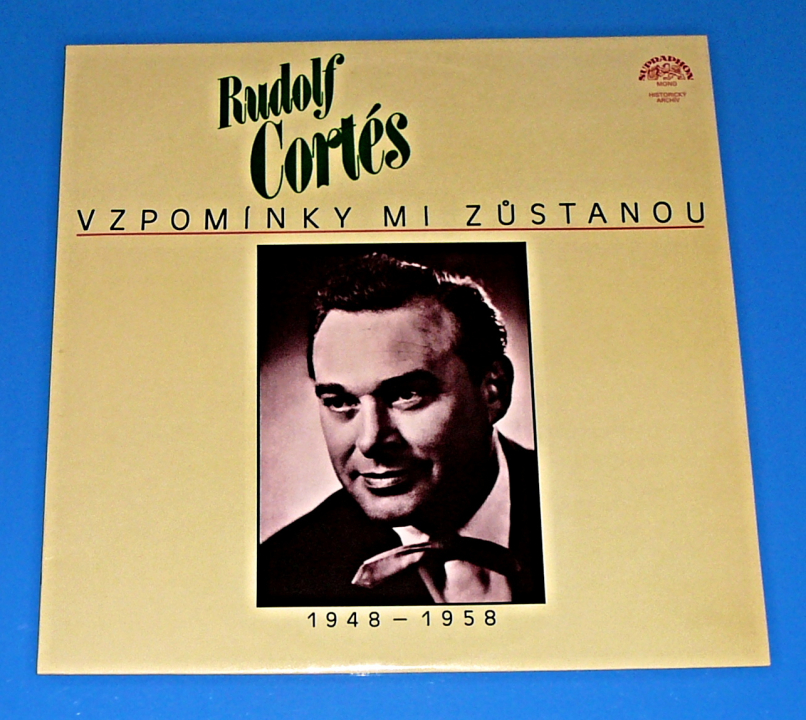 Rudolf
Cortés
SUPRAPHON
MONO
HISTORICKÝ
ARCHIV
VZPOMÍNKY MI ZŮSTANOU
1948 – 1958